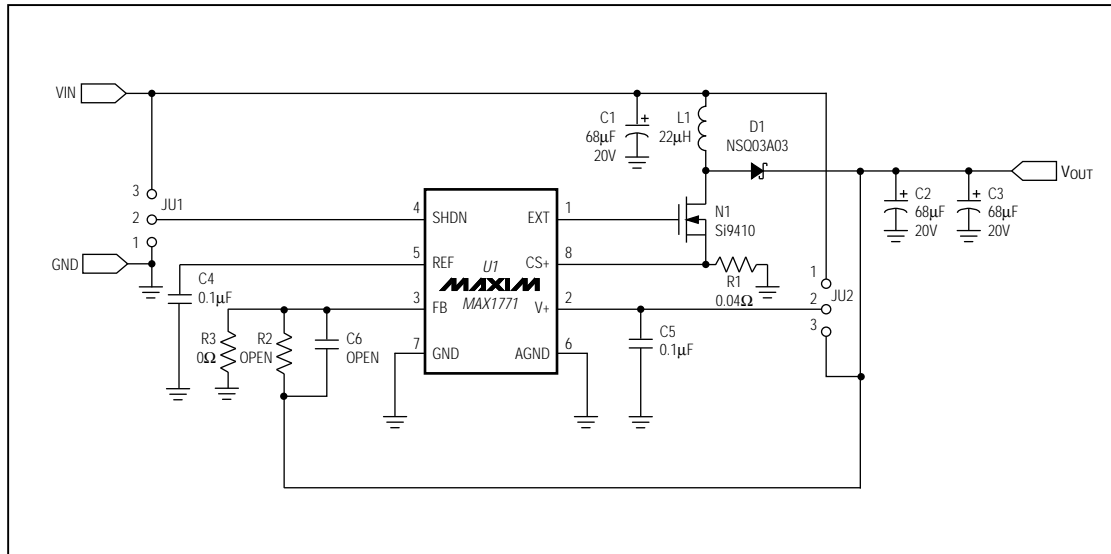 VIN
GND
3
2
1
JU1
C4
0.1µF
R3
0Ω
R2
OPEN
C6
OPEN
4
5
3
7
SHDN
REF
FB
GND
U1
MAXIM
MAX1771
EXT
CS+
V+
AGND
1
8
2
6
C1
68µF
20V
+
L1
22µH
D1
NSQ03A03
N1
Si9410
R1
0.04Ω
C5
0.1µF
1
2
3
JU2
+
C2
68µF
20V
+
C3
68µF
20V
VOUT